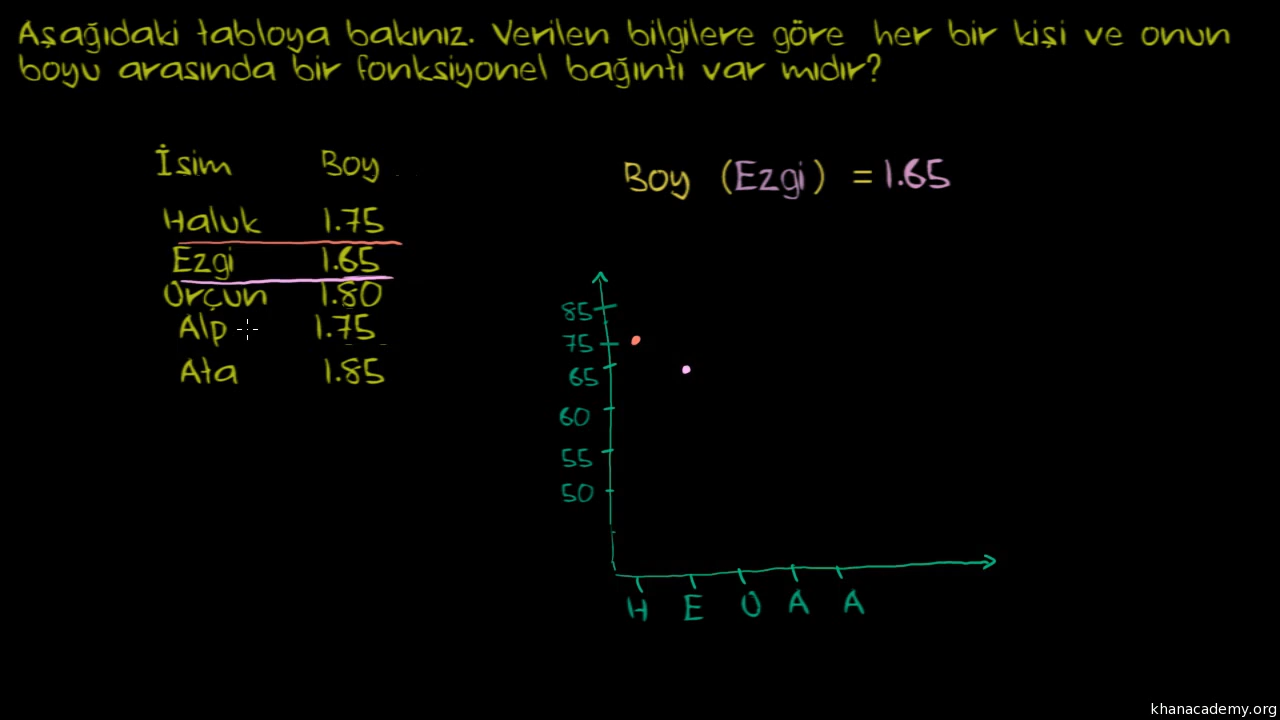 Aşağıdaki tabloya bakınız. Verilen bilgilere göre her bir kişi ve onun
boyu arasında bir fonksiyonel bağıntı var mıdır?
İsim Boy
Boy (Ezgi) = 1.65
Haluk 1.75
Ezgi 1.65
Orçun 1.80
Alp 1.75
Ata 1.85
85
75
65
60
55
50
H E O A A
khanacademy.org